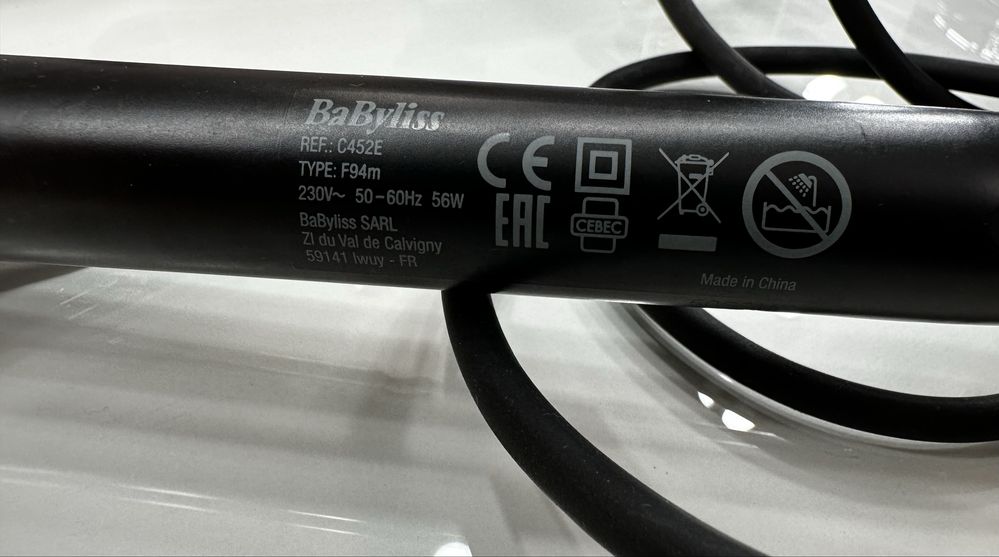 BaByliss
REF.: C452E
TYPE: F94m
230V~ 50-60Hz 56W
BaByliss SARL
ZI du Val de Calvigny
59141 Iwuy - FR
CE
EAC
CEBEC
Made in China